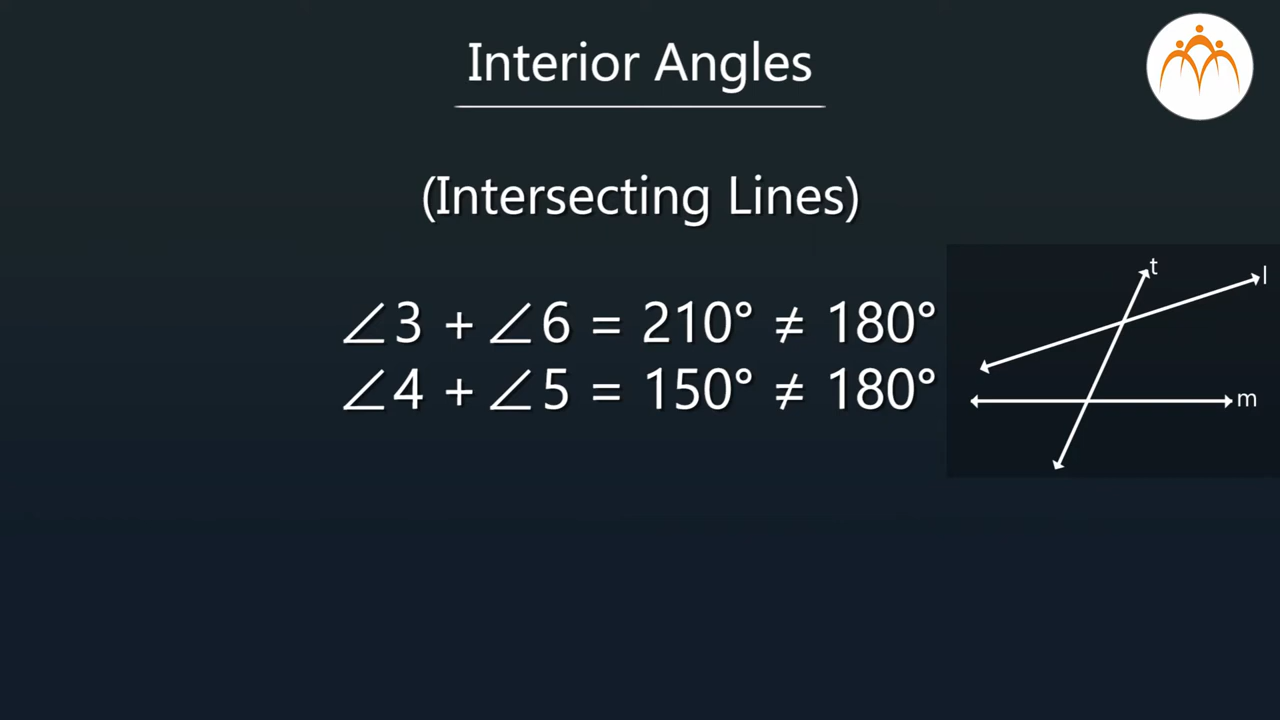 Interior Angles
(Intersecting Lines)
t
l
∠3 + ∠6 = 210° ≠ 180°
∠4 + ∠5 = 150° ≠ 180°
m